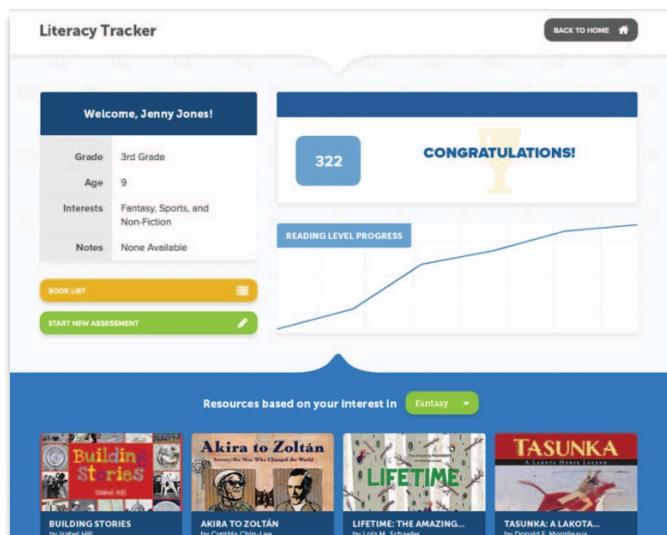 Literacy Tracker
BACK TO HOME
Welcome, Jenny Jones!
Grade 3rd Grade
Age 9
Interests Fantasy, Sports, and
Non-Fiction
Notes None Available
BOOK LIST
START NEW ASSESSMENT
322
CONGRATULATIONS!
READING LEVEL PROGRESS
Resources based on your interest in Fantasy
Building
Stories
Isabel Hill
BUILDING STORIES
by Isabel Hill
Akira to Zoltán
Twenty-Six Men Who Changed the World
AKIRA TO ZOLTÁN
by Cynthia Chin-Lee
LIFETIME
LIFETIME: THE AMAZING...
by Lola M. Schaefer
TASUNKA
A LAKOTA HORSE LEGEND
TASUNKA: A LAKOTA...
by Donald F. Montileaux